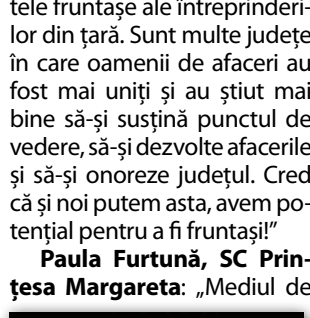 tele fruntașe ale întreprinderi-
lor din țară. Sunt multe județe
în care oamenii de afaceri au
fost mai uniți și au știut mai
bine să-și susțină punctul de
vedere, să-și dezvolte afacerile
și să-și onoreze județul. Cred
că și noi putem asta, avem po-
tențial pentru a fi fruntași!”
Paula Furtună, SC Prin-
țesa Margareta: „Mediul de